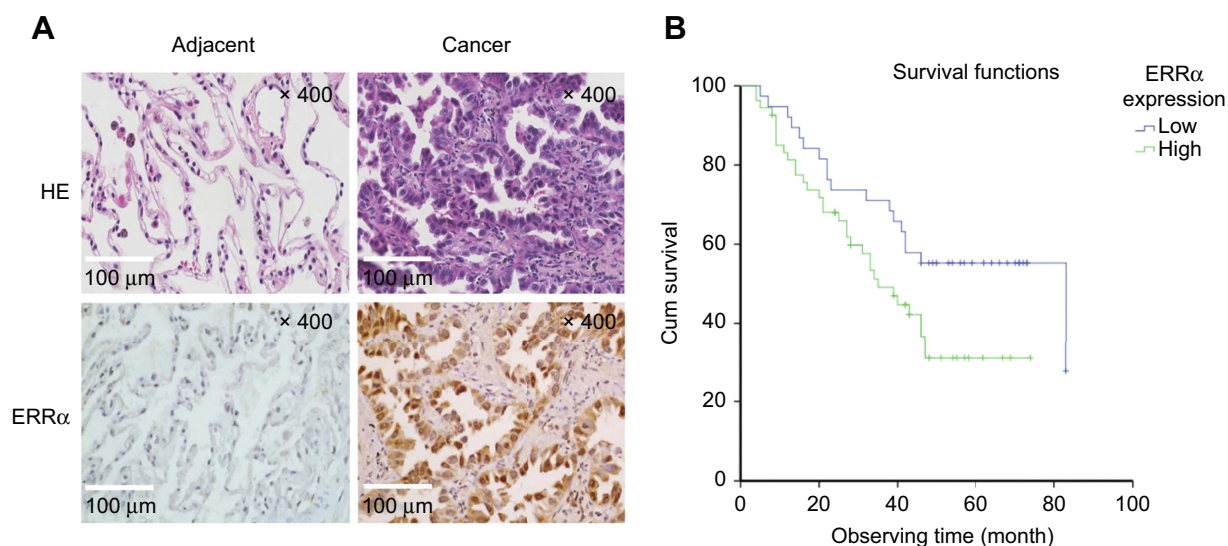 A
Adjacent
Cancer
HE
× 400
100 μm
× 400
100 μm
ERRα
× 400
100 μm
× 400
100 μm
B
Survival functions
ERRα
expression
Low
High
Cum survival
100
80
60
40
20
0
0 20 40 60 80 100
Observing time (month)